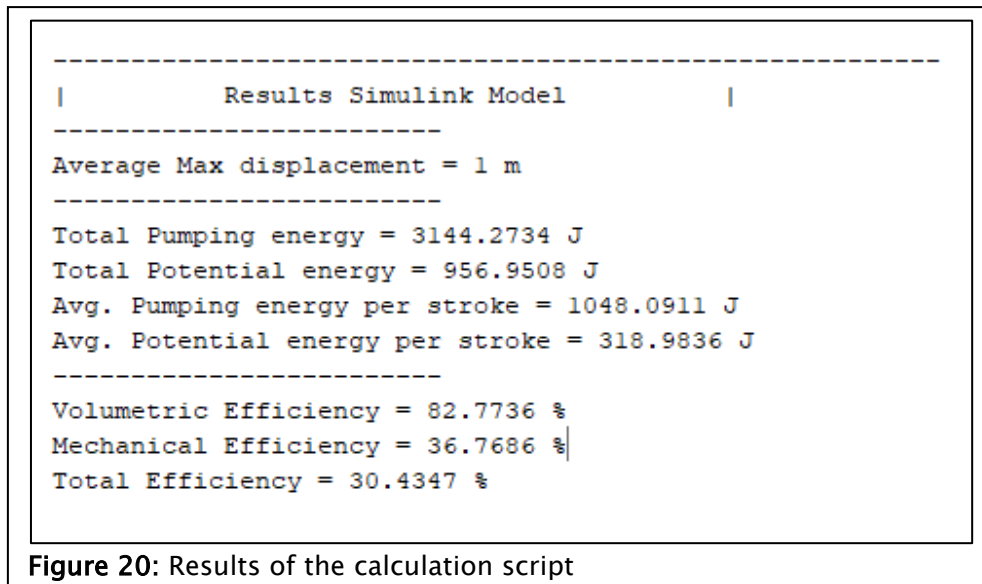 ---------------------------------------------------------
|          Results Simulink Model          |
-------------------------
Average Max displacement = 1 m
-------------------------
Total Pumping energy = 3144.2734 J
Total Potential energy = 956.9508 J
Avg. Pumping energy per stroke = 1048.0911 J
Avg. Potential energy per stroke = 318.9836 J
-------------------------
Volumetric Efficiency = 82.7736 %
Mechanical Efficiency = 36.7686 %
Total Efficiency = 30.4347 %
Figure 20: Results of the calculation script